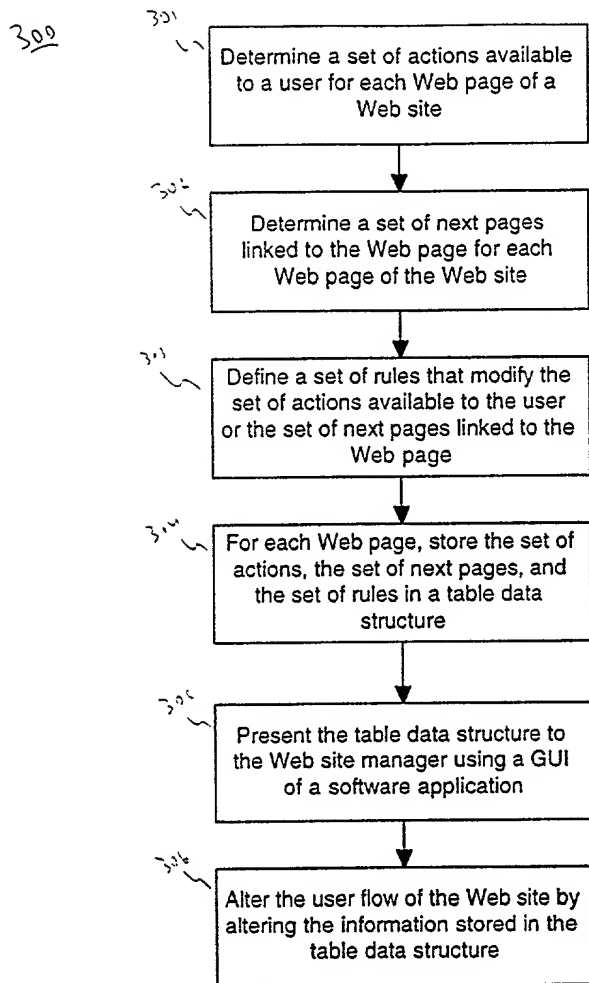 300
301
Determine a set of actions available
to a user for each Web page of a
Web site
302
Determine a set of next pages
linked to the Web page for each
Web page of the Web site
303
Define a set of rules that modify the
set of actions available to the user
or the set of next pages linked to the
Web page
304
For each Web page, store the set of
actions, the set of next pages, and
the set of rules in a table data
structure
305
Present the table data structure to
the Web site manager using a GUI
of a software application
306
Alter the user flow of the Web site by
altering the information stored in the
table data structure